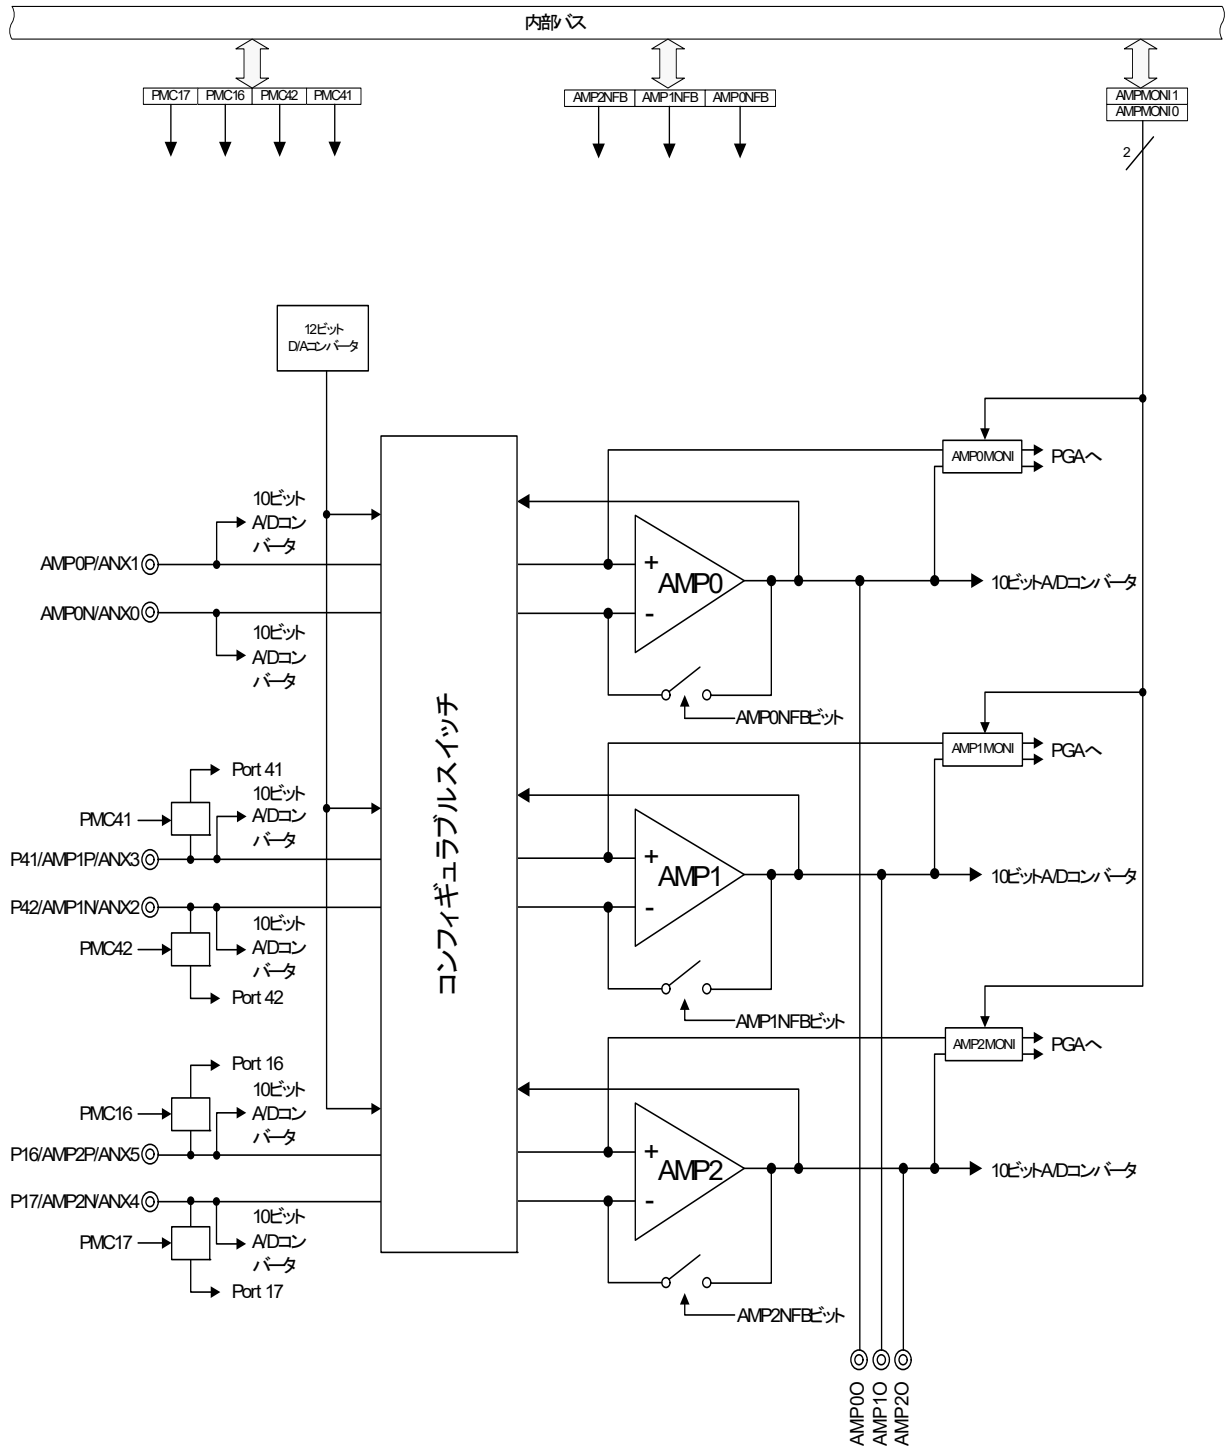 内部バス
PMC17 PMC16 PMC42 PMC41
AMP2NFB AMP1NFB AMP0NFB
AMPMONI1
AMPMONI0
2
12ビット
D/Aコンバータ
コンフィギュラブルスイッチ
10ビット
A/Dコン
バータ
AMP0P/ANX1
AMP0N/ANX0
10ビット
A/Dコン
バータ
+
AMP0
-
AMP0NFBビット
AMP0MONI
PGAへ
10ビットA/Dコンバータ
Port 41
10ビット
A/Dコン
バータ
PMC41
P41/AMP1P/ANX3
P42/AMP1N/ANX2
10ビット
A/Dコン
バータ
PMC42
Port 42
+
AMP1
-
AMP1NFBビット
AMP1MONI
PGAへ
10ビットA/Dコンバータ
Port 16
10ビット
A/Dコン
バータ
PMC16
P16/AMP2P/ANX5
P17/AMP2N/ANX4
10ビット
A/Dコン
バータ
PMC17
Port 17
+
AMP2
-
AMP2NFBビット
AMP2MONI
PGAへ
10ビットA/Dコンバータ
AMP0O
AMP1O
AMP2O